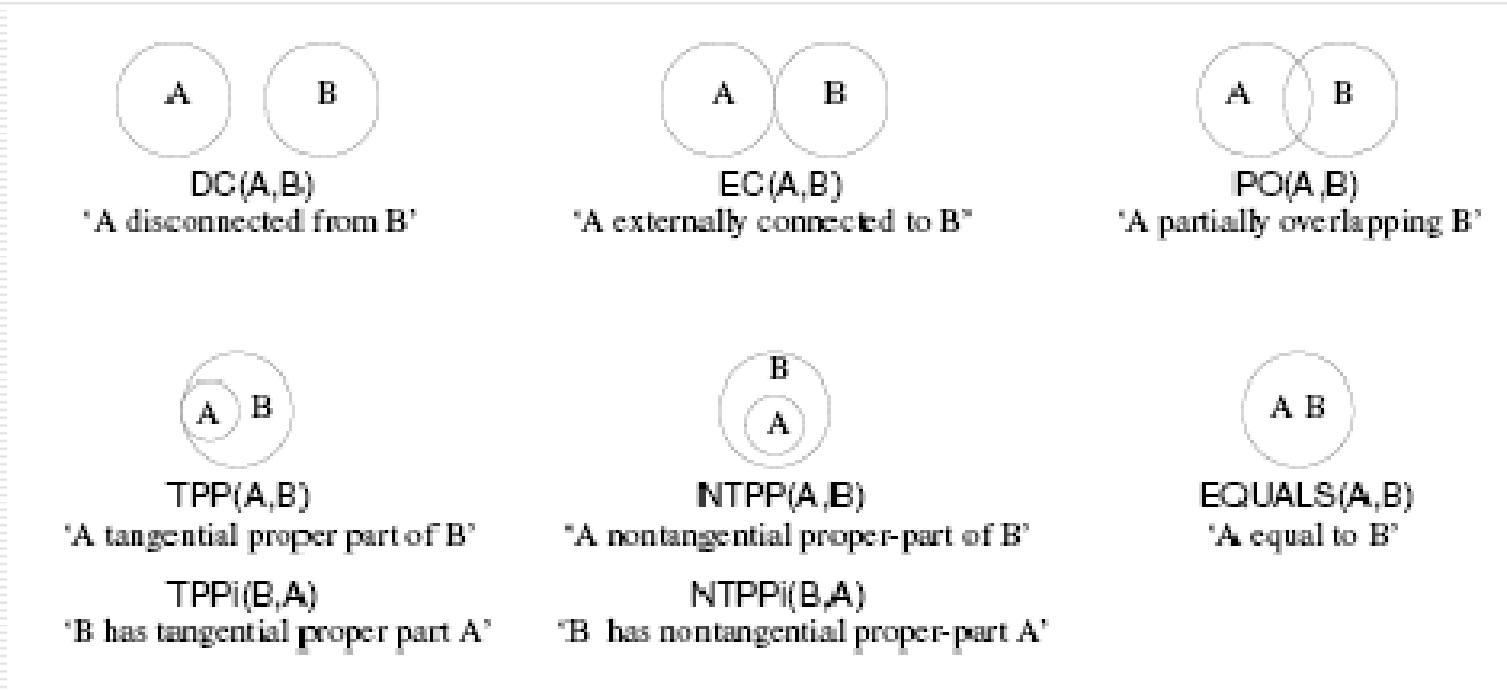 A B
DC(A,B)
‘A disconnected from B’
A B
EC(A,B)
‘A externally connected to B’
A B
PO(A,B)
‘A partially overlapping B’
A B
TPP(A,B)
‘A tangential proper part of B’
TPPi(B,A)
‘B has tangential proper part A’
B
A
NTPP(A,B)
‘A nontangential proper-part of B’
NTPPi(B,A)
‘B has nontangential proper-part A’
A B
EQUALS(A,B)
‘A equal to B’